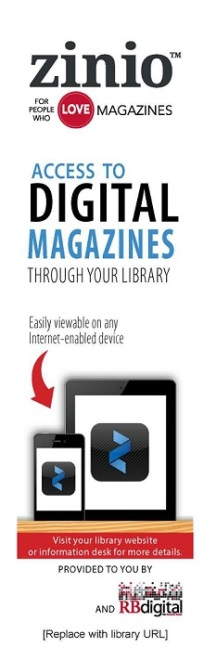 zinio™
FOR PEOPLE WHO LOVE MAGAZINES
ACCESS TO
DIGITAL
MAGAZINES
THROUGH YOUR LIBRARY
Easily viewable on any
Internet-enabled device
Visit your library website
or information desk for more details.
PROVIDED TO YOU BY
AND RBdigital
[Replace with library URL]